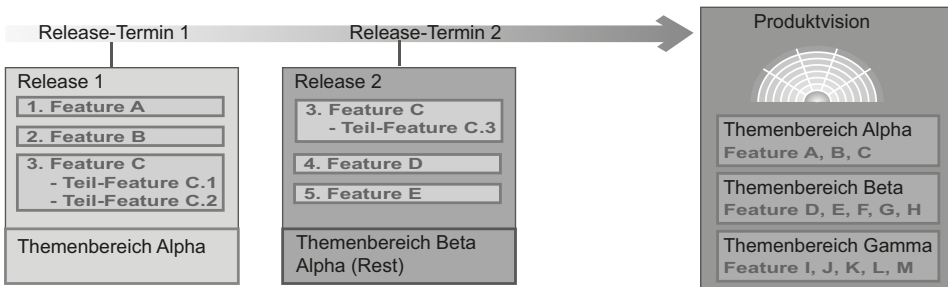 Release-Termin 1
Release-Termin 2
Release 1
1. Feature A
2. Feature B
3. Feature C
- Teil-Feature C.1
- Teil-Feature C.2
Themenbereich Alpha
Release 2
3. Feature C
- Teil-Feature C.3
4. Feature D
5. Feature E
Themenbereich Beta
Alpha (Rest)
Produktvision
Themenbereich Alpha
Feature A, B, C
Themenbereich Beta
Feature D, E, F, G, H
Themenbereich Gamma
Feature I, J, K, L, M